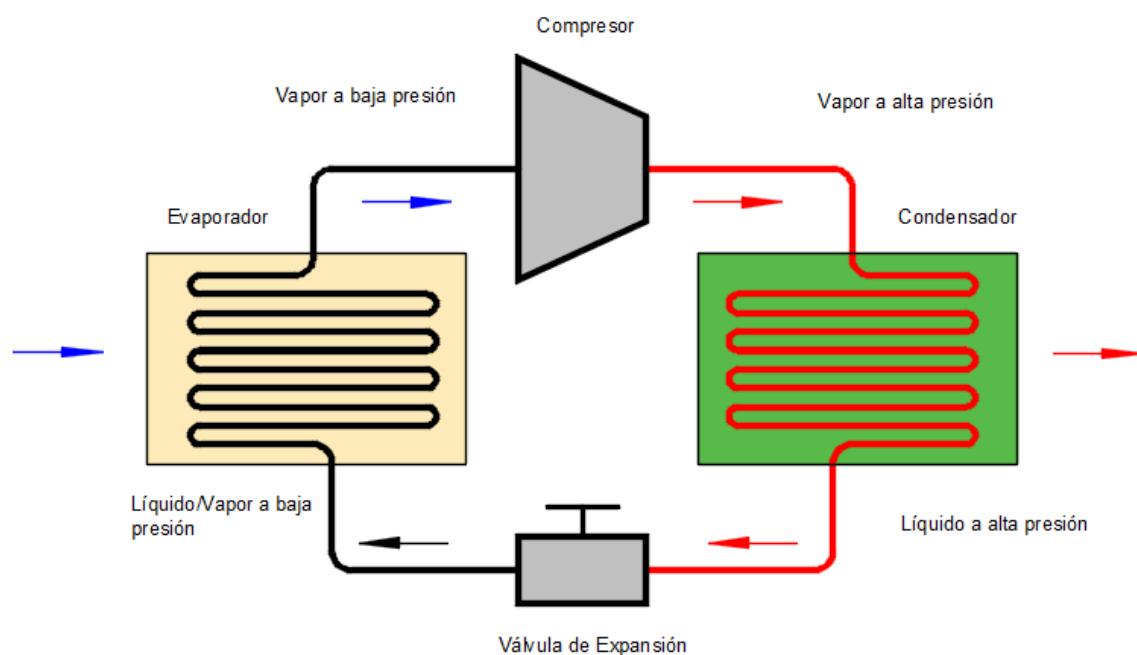 Compresor
Vapor a baja presión
Vapor a alta presión
Evaporador
Condensador
Líquido/Vapor a baja
presión
Líquido a alta presión
Válvula de Expansión